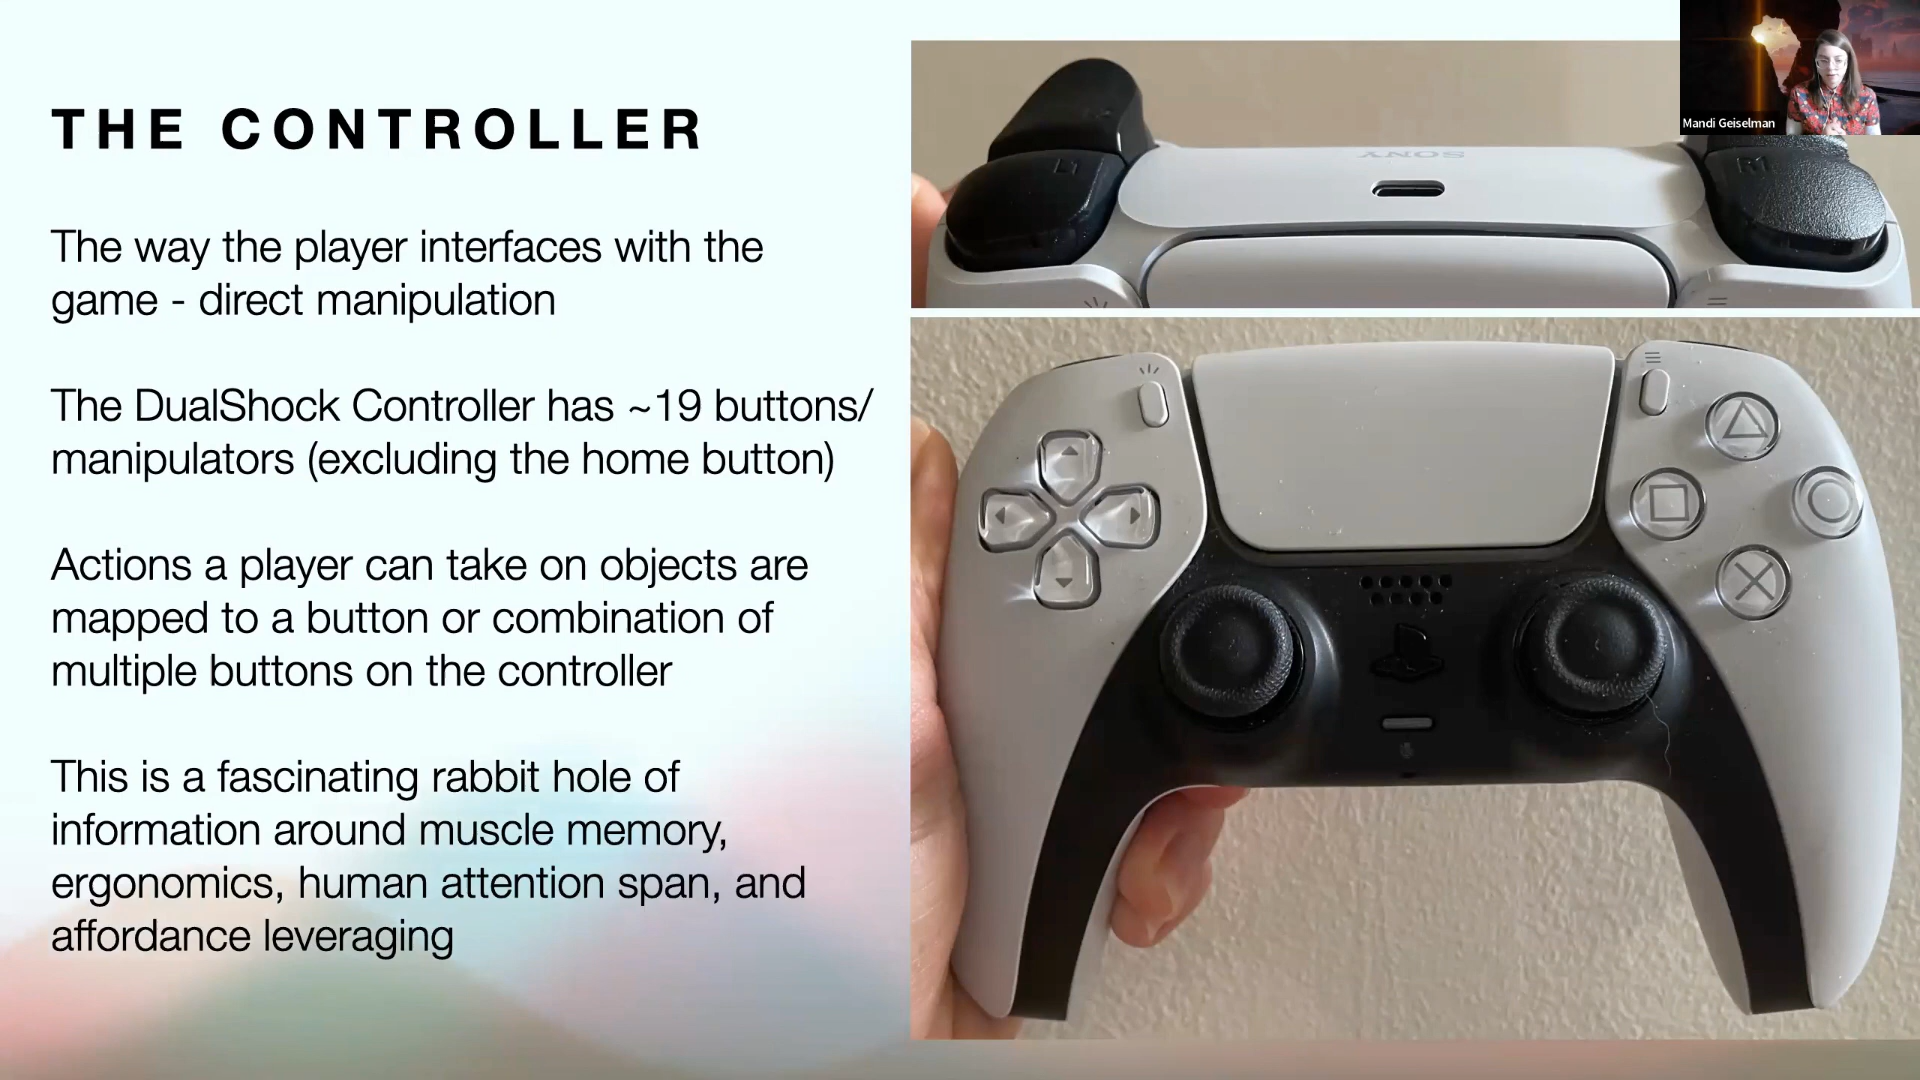 THE CONTROLLER
The way the player interfaces with the
game - direct manipulation
The DualShock Controller has ~19 buttons/
manipulators (excluding the home button)
Actions a player can take on objects are
mapped to a button or combination of
multiple buttons on the controller
This is a fascinating rabbit hole of
information around muscle memory,
ergonomics, human attention span, and
affordance leveraging
Mandi Geiselman
L1
SONY
R1